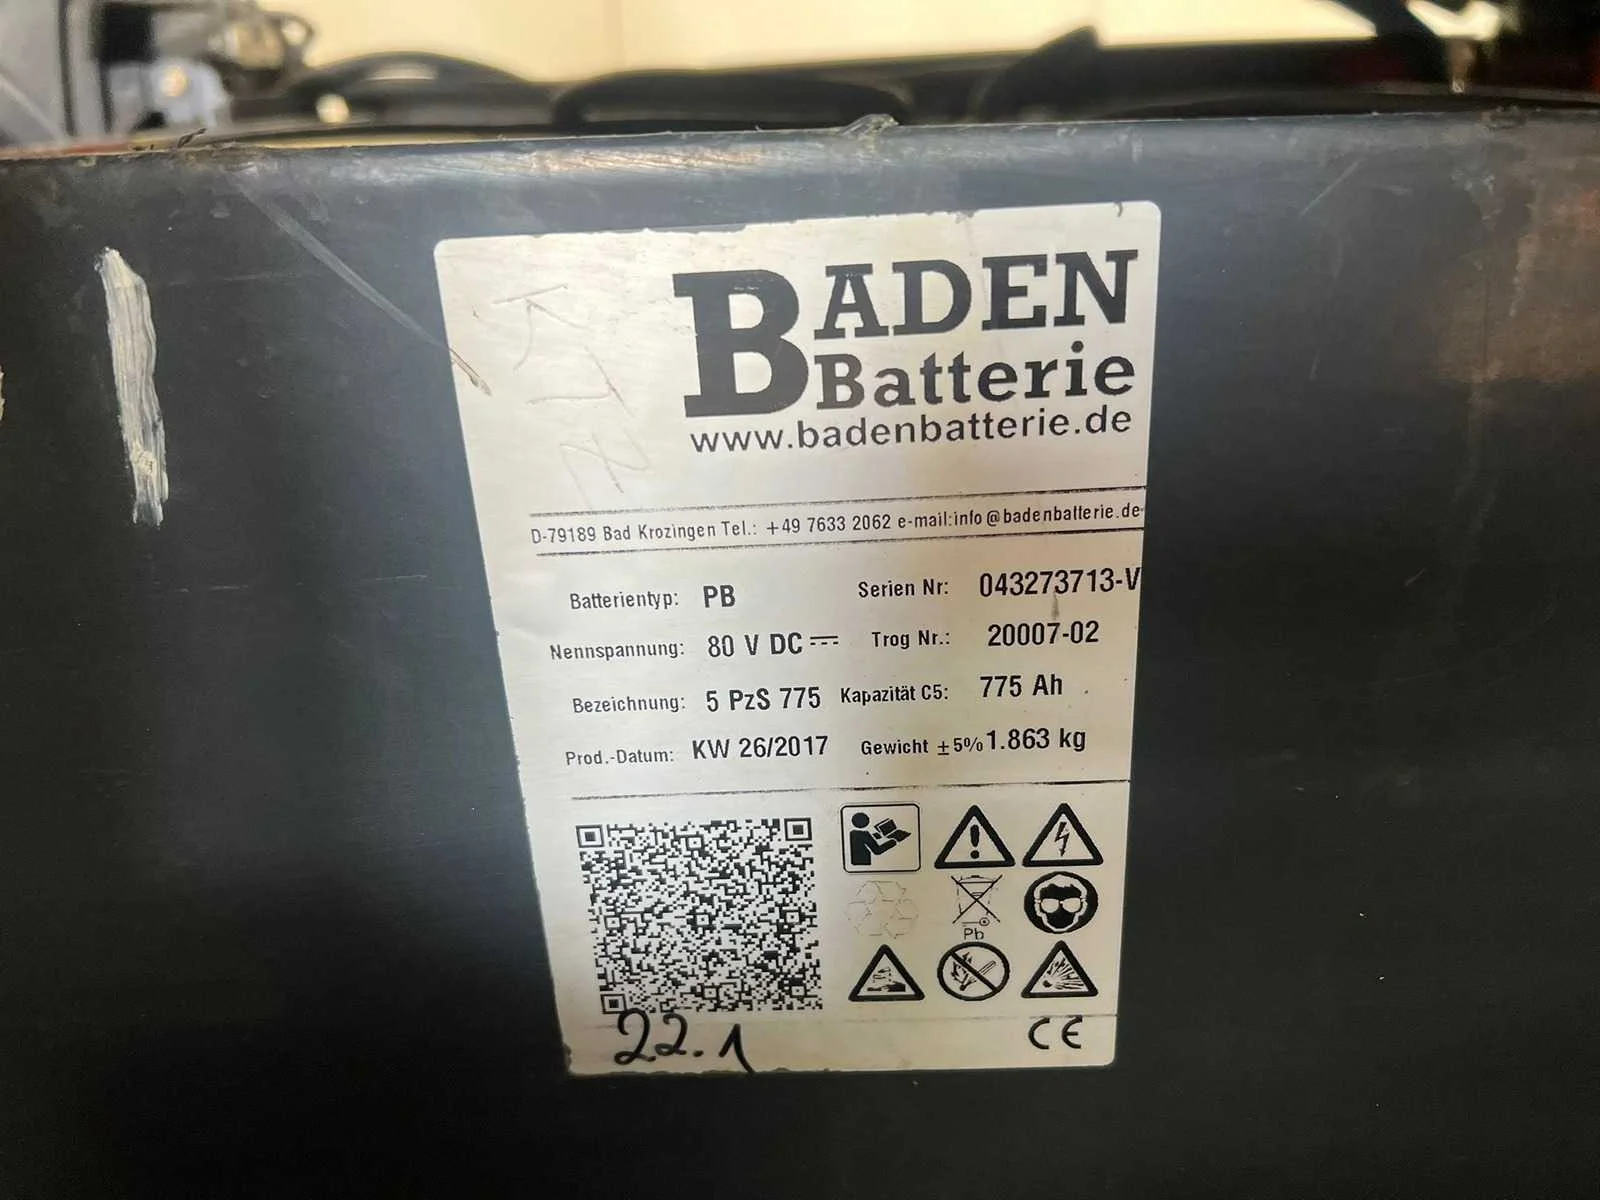 BADEN
Batterie
www.badenbatterie.de
D-79189 Bad Krozingen Tel.: +49 7633 2062 e-mail:info@badenbatterie.de
Batterientyp: PB Serien Nr: 043273713-V
Nennspannung: 80 V DC Trog Nr.: 20007-02
Bezeichnung: 5 PzS 775 Kapazität C5: 775 Ah
Prod.-Datum: KW 26/2017 Gewicht ±5% 1.863 kg
Pb
22.1
CE